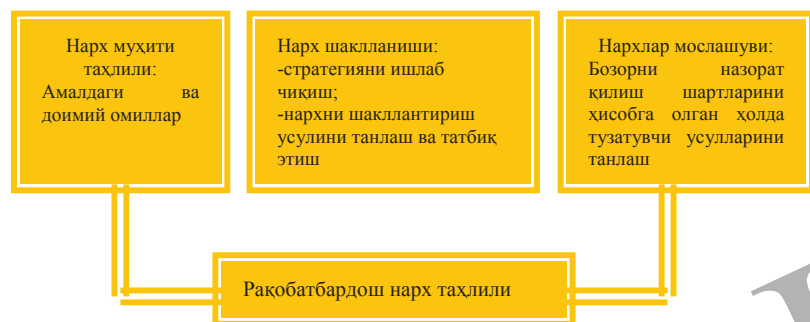 Нарх муҳити
таҳлили:
Амалдаги ва
доимий омиллар
Нарх шаклланиши:
-стратегияни ишлаб
чиқиш;
-нархни шакллантириш
усулини танлаш ва татбиқ
этиш
Нархлар мослашуви:
Бозорни назорат
қилиш шартларини
ҳисобга олган ҳолда
тузатувчи усулларини
танлаш
Рақобатбардош нарх таҳлили